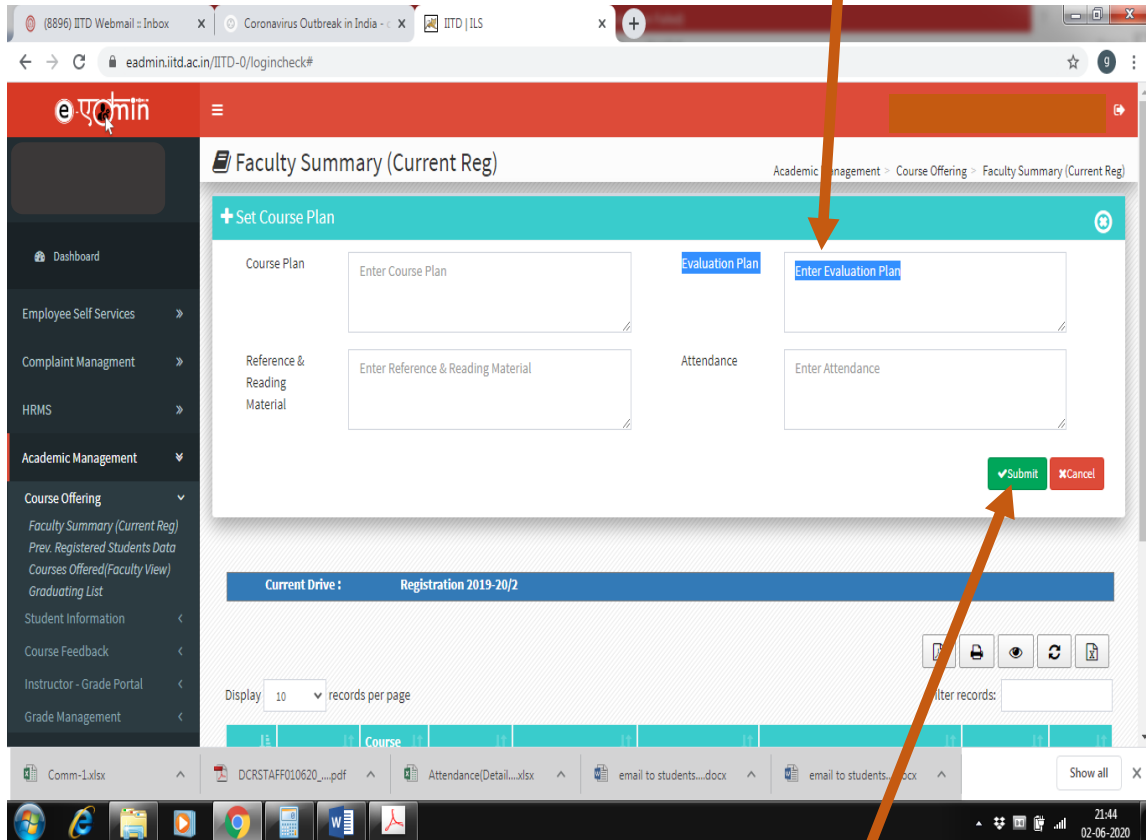 (8896) IITD Webmail :: Inbox
Coronavirus Outbreak in India -
IITD | ILS
eadmin.iitd.ac.in/IITD-0/logincheck#
g
e-एडmin
Faculty Summary (Current Reg)
Academic Management > Course Offering > Faculty Summary (Current Reg)
Set Course Plan
Dashboard
Employee Self Services
Complaint Managment
HRMS
Academic Management
Course Offering
Faculty Summary (Current Reg)
Prev. Registered Students Data
Courses Offered(Faculty View)
Graduating List
Student Information
Course Feedback
Instructor - Grade Portal
Grade Management
Course Plan
Enter Course Plan
Evaluation Plan
Enter Evaluation Plan
Reference &
Reading
Material
Enter Reference & Reading Material
Attendance
Enter Attendance
Submit
Cancel
Current Drive : Registration 2019-20/2
Display 10 records per page
Filter records:
Course
Comm-1.xlsx
DCRSTAFF010620_....pdf
Attendance(Detail....xlsx
email to students....docx
email to students....docx
Show all
21:44
02-06-2020